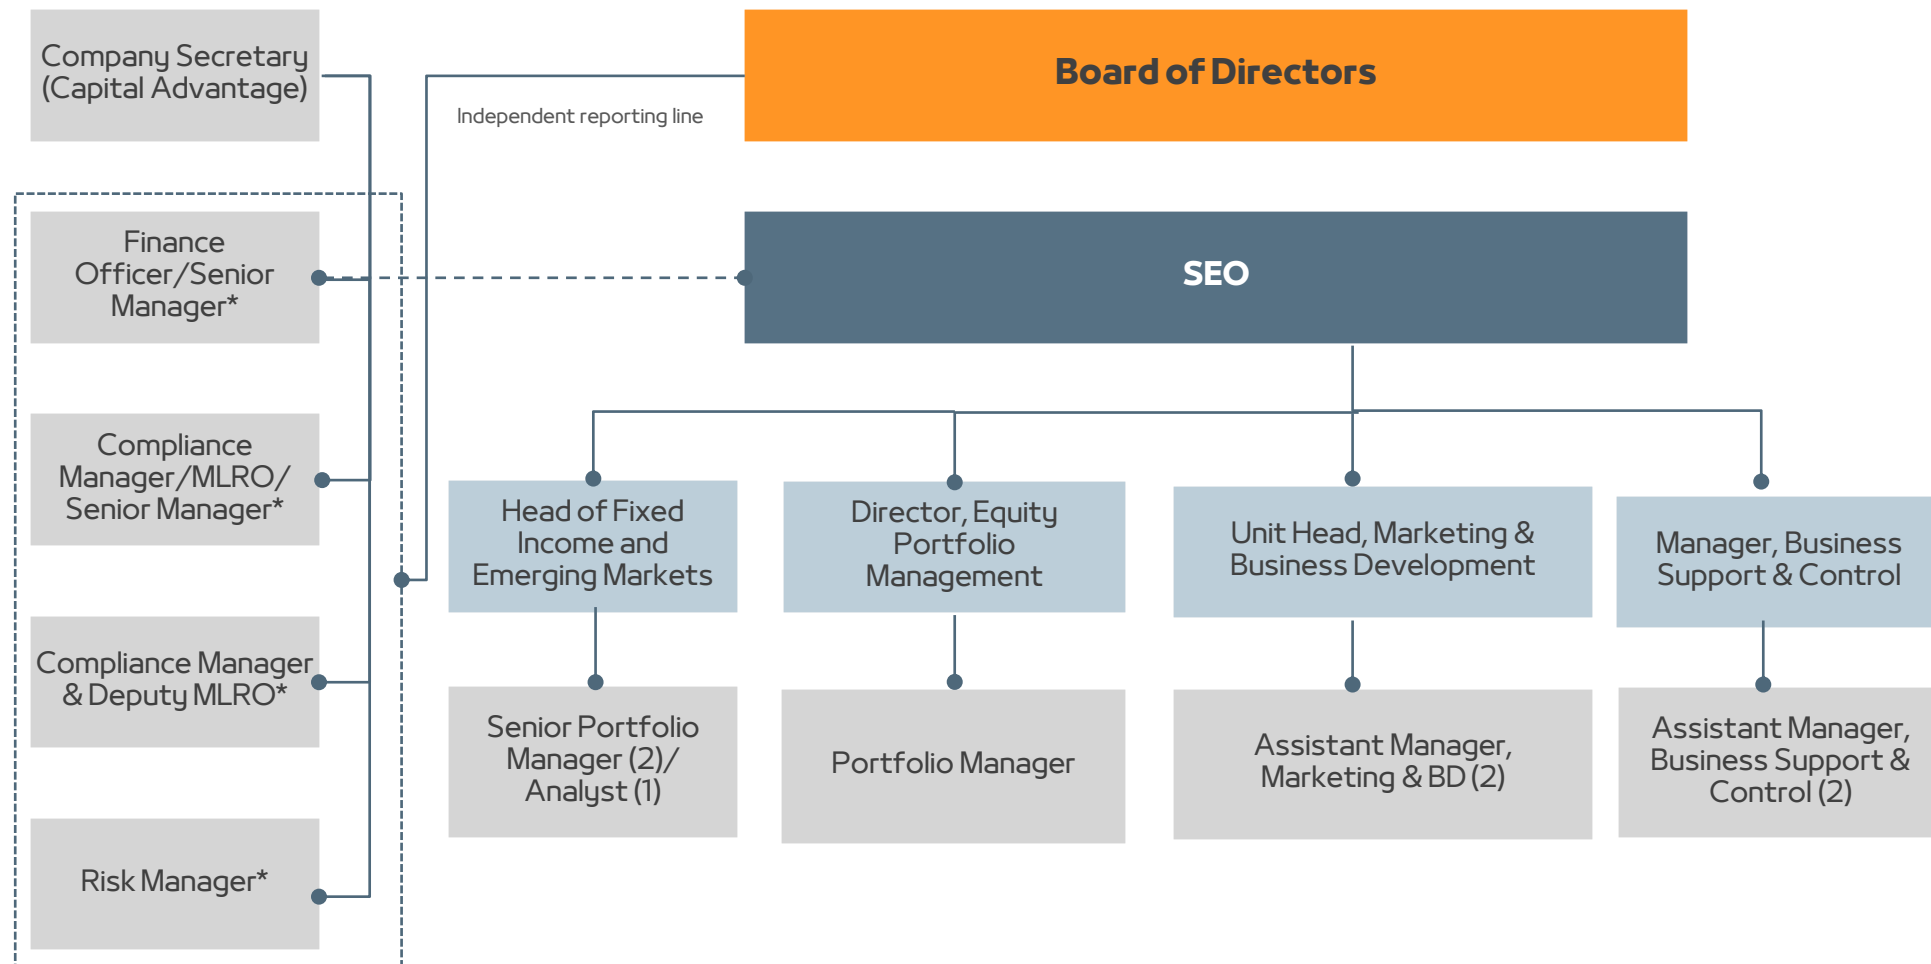 Company Secretary
(Capital Advantage)
Board of Directors
Independent reporting line
Finance
Officer/Senior
Manager*
SEO
Compliance
Manager/MLRO/
Senior Manager*
Compliance Manager
& Deputy MLRO*
Risk Manager*
Head of Fixed
Income and
Emerging Markets
Director, Equity
Portfolio
Management
Unit Head, Marketing &
Business Development
Manager, Business
Support & Control
Senior Portfolio
Manager (2)/
Analyst (1)
Portfolio Manager
Assistant Manager,
Marketing & BD (2)
Assistant Manager,
Business Support &
Control (2)